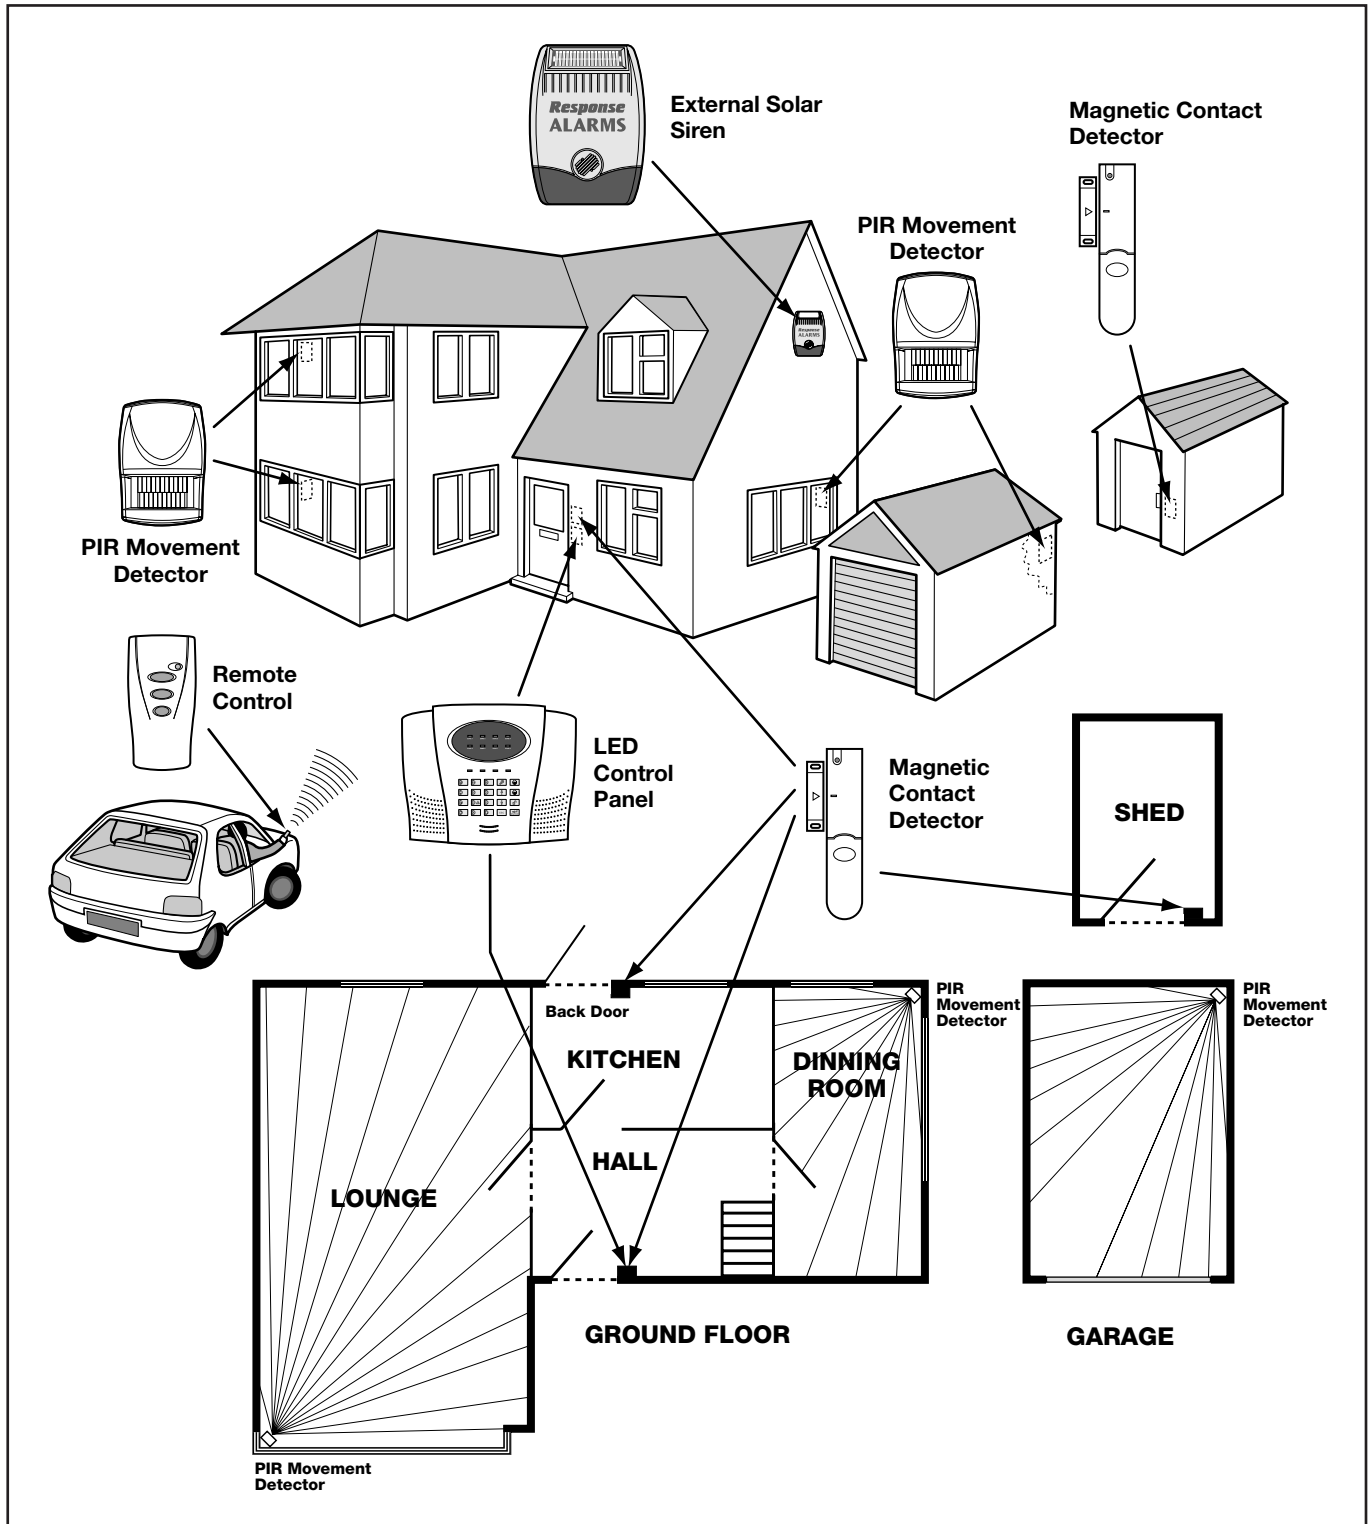 Response
ALARMS
External Solar
Siren
Magnetic Contact
Detector
PIR Movement
Detector
Response
ALARMS
PIR Movement
Detector
Remote
Control
LED
Control
Panel
Magnetic
Contact
Detector
SHED
Back Door
PIR
Movement
Detector
PIR
Movement
Detector
KITCHEN
DINNING
ROOM
HALL
LOUNGE
GROUND FLOOR
GARAGE
PIR Movement
Detector